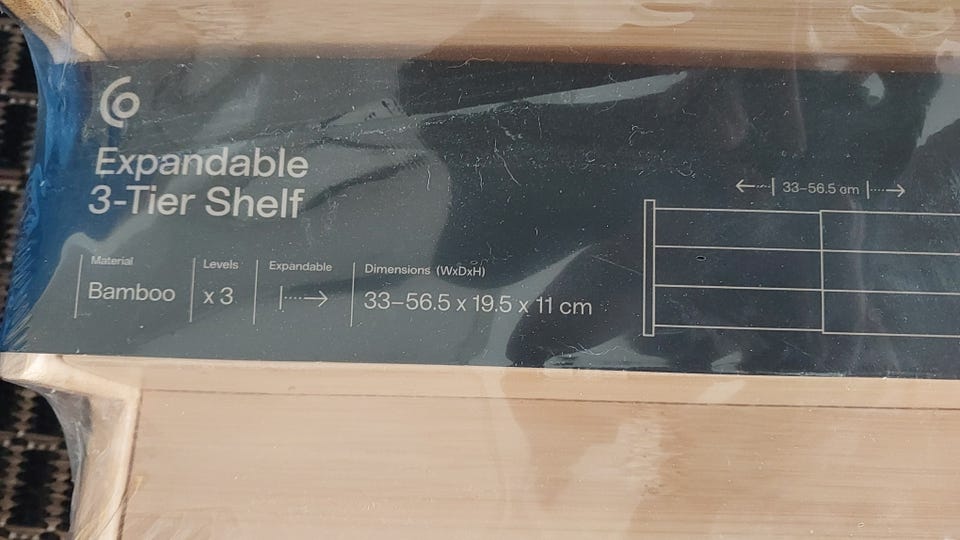 Expandable
3-Tier Shelf
Material
Bamboo
Levels
x 3
Expandable
Dimensions (WxDxH)
33–56.5 x 19.5 x 11 cm
33–56.5 cm